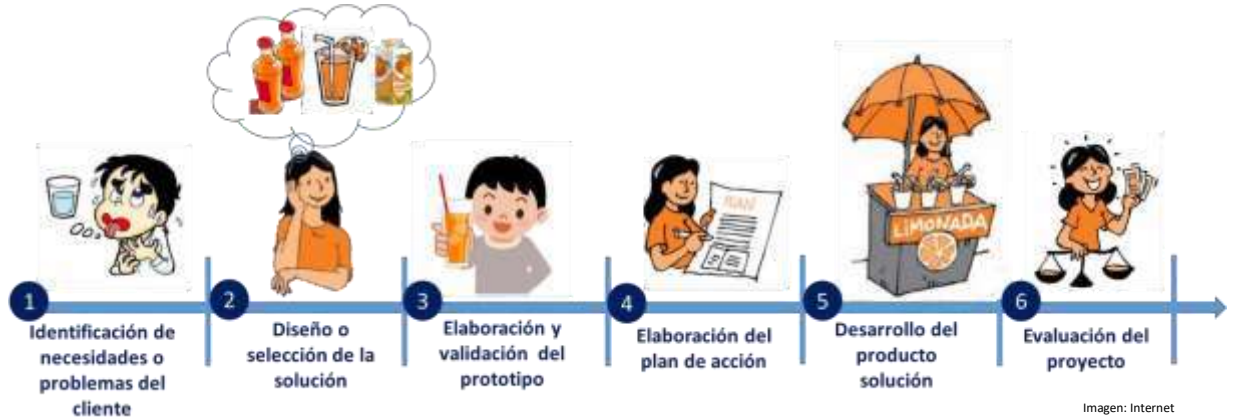 1
Identificación de
necesidades o
problemas del
cliente
2
Diseño o
selección de la
solución
3
Elaboración y
validación del
prototipo
PLAN
4
Elaboración del
plan de acción
LIMONADA
5
Desarrollo del
producto
solución
6
Evaluación del
proyecto
Imagen: Internet